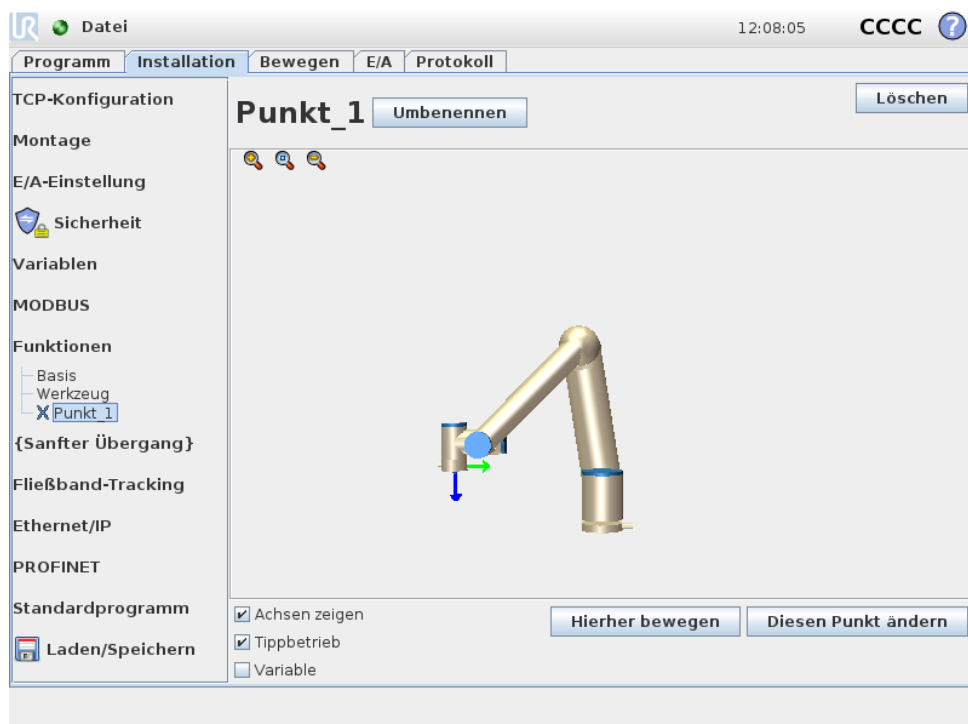 UR Datei 12:08:05 CCCC ?
Programm Installation Bewegen E/A Protokoll
TCP-Konfiguration
Montage
E/A-Einstellung
Sicherheit
Variablen
MODBUS
Funktionen
Basis
Werkzeug
Punkt_1
{Sanfter Übergang}
Fließband-Tracking
Ethernet/IP
PROFINET
Standardprogramm
Laden/Speichern
Punkt_1 Umbenennen Löschen
Achsen zeigen
Tippbetrieb
Variable
Hierher bewegen Diesen Punkt ändern